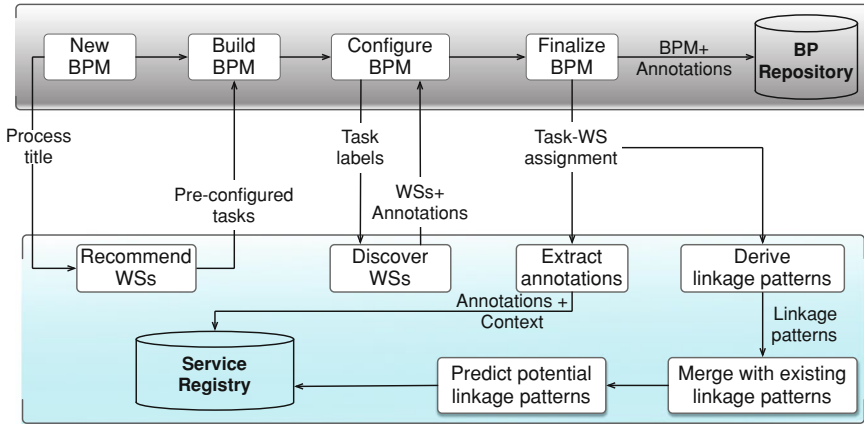 New
BPM
Build
BPM
Configure
BPM
Finalize
BPM
BPM+
Annotations
BP
Repository
Process
title
Pre-configured
tasks
Task
labels
WSs+
Annotations
Task-WS
assignment
Recommend
WSs
Discover
WSs
Extract
annotations
Derive
linkage patterns
Annotations +
Context
Linkage
patterns
Service
Registry
Predict potential
linkage patterns
Merge with existing
linkage patterns